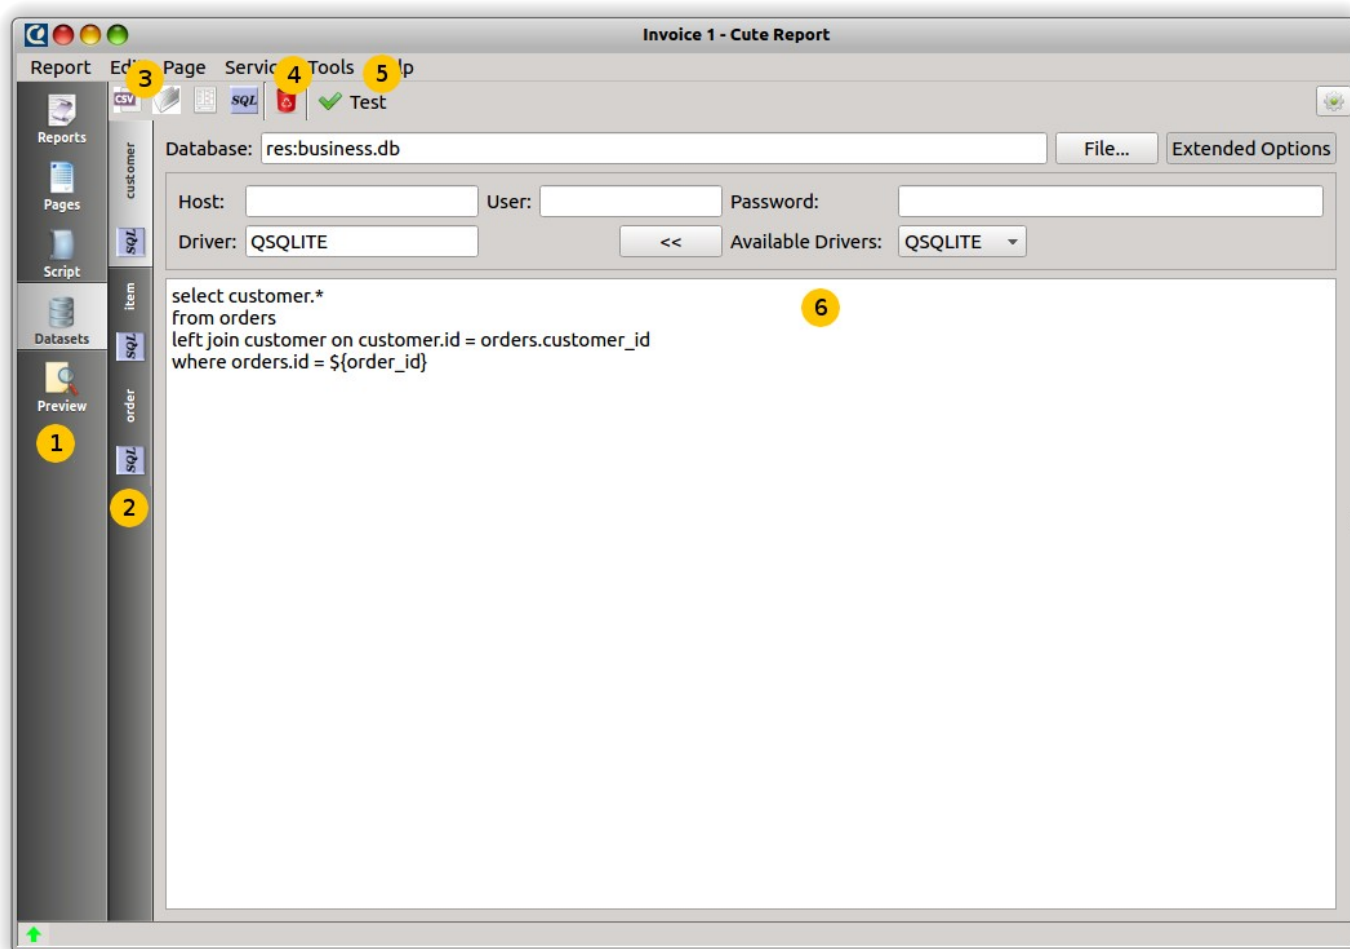 Invoice 1 - Cute Report
Report Edit Page Service Tools Help
3 4 5
CSV SQL Test
Reports
Pages
Script
Datasets
Preview
1
customer
SQL
item
SQL
order
SQL
2
Database: res:business.db File... Extended Options
Host: User: Password:
Driver: QSQLITE << Available Drivers: QSQLITE
select customer.*
from orders
left join customer on customer.id = orders.customer_id
where orders.id = ${order_id}
6